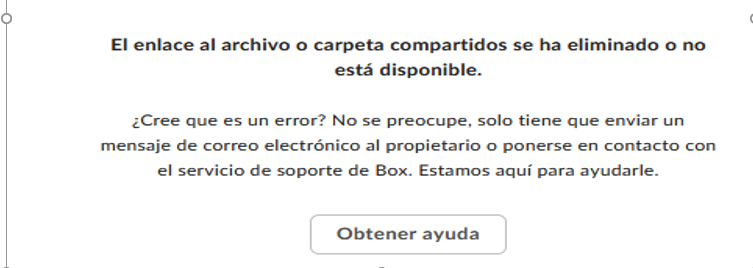 El enlace al archivo o carpeta compartidos se ha eliminado o no
está disponible.
¿Cree que es un error? No se preocupe, solo tiene que enviar un
mensaje de correo electrónico al propietario o ponerse en contacto con
el servicio de soporte de Box. Estamos aquí para ayudarle.
Obtener ayuda